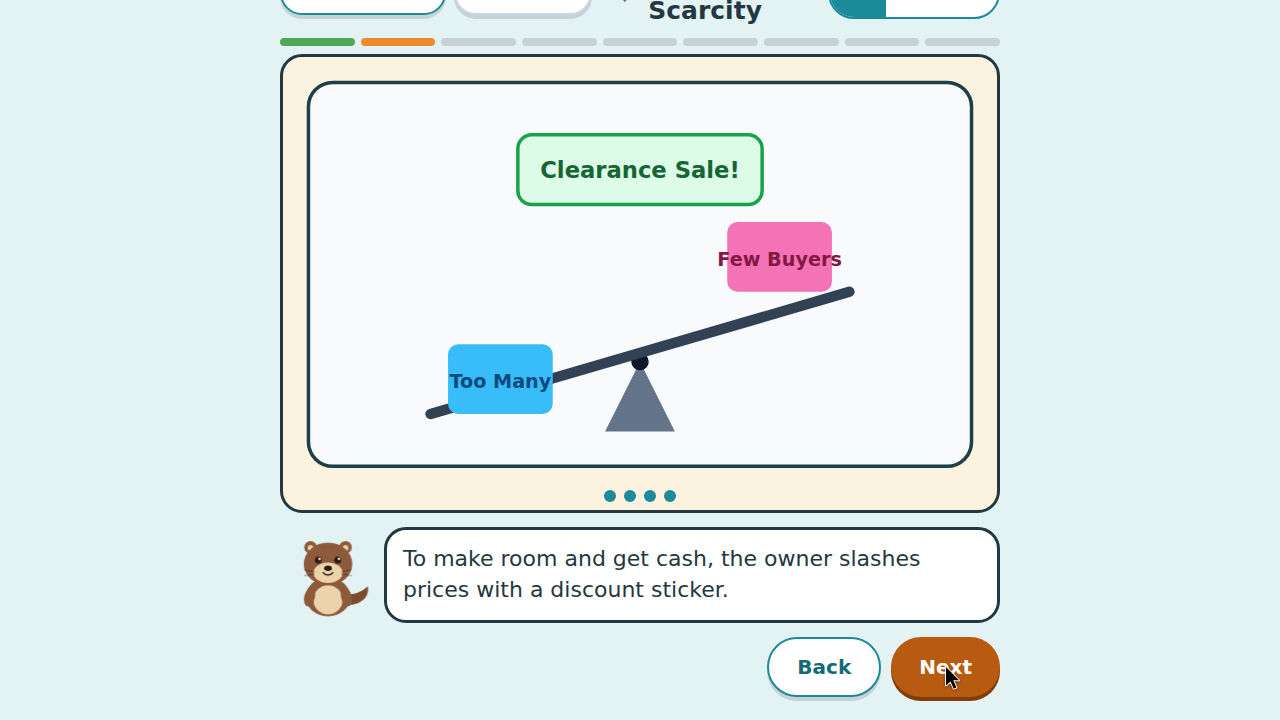 Scarcity
Clearance Sale!
Few Buyers
Too Many
To make room and get cash, the owner slashes
prices with a discount sticker.
Back
Next